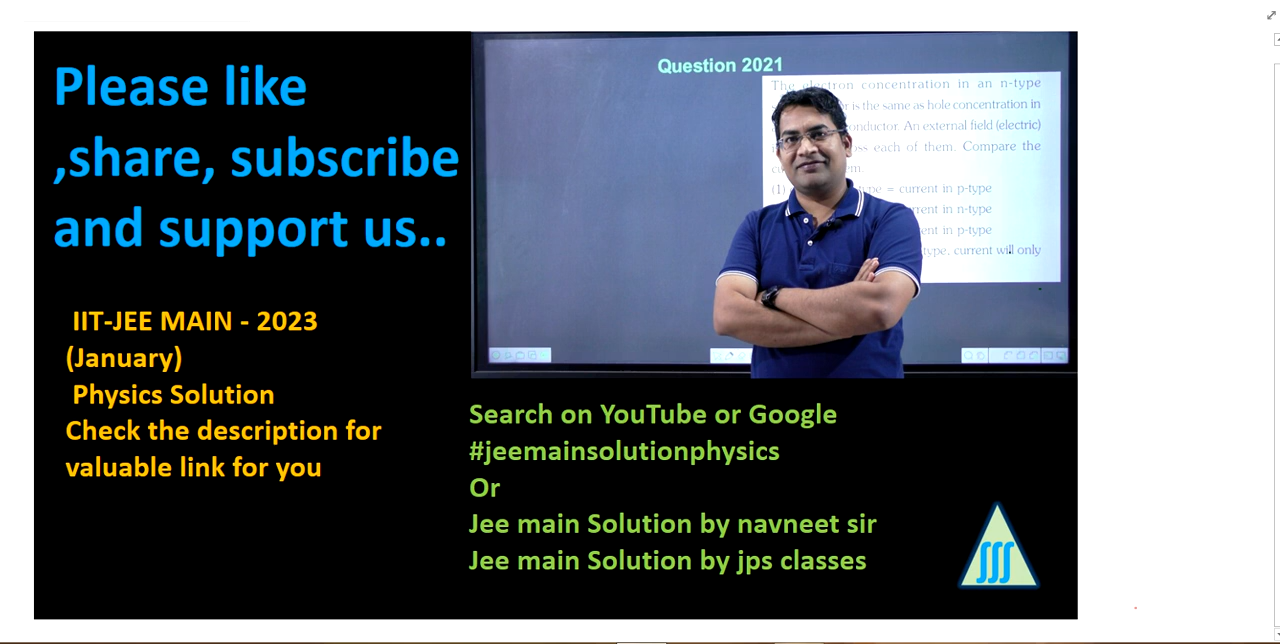 Please like
,share, subscribe
and support us..
IIT-JEE MAIN - 2023
(January)
Physics Solution
Check the description for
valuable link for you
Question 2021
The electron concentration in an n-type
is the same as hole concentration in
An external field (electric)
each of them. Compare the
(1) type = current in p-type
in n-type
in p-type
type, current will only
Search on YouTube or Google
#jeemainsolutionphysics
Or
Jee main Solution by navneet sir
Jee main Solution by jps classes
∫∫∫